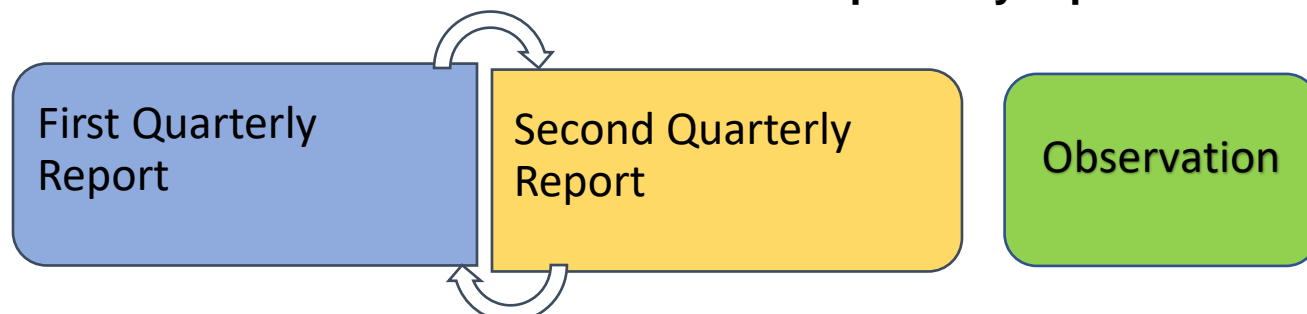 First Quarterly
Report
Second Quarterly
Report
Observation